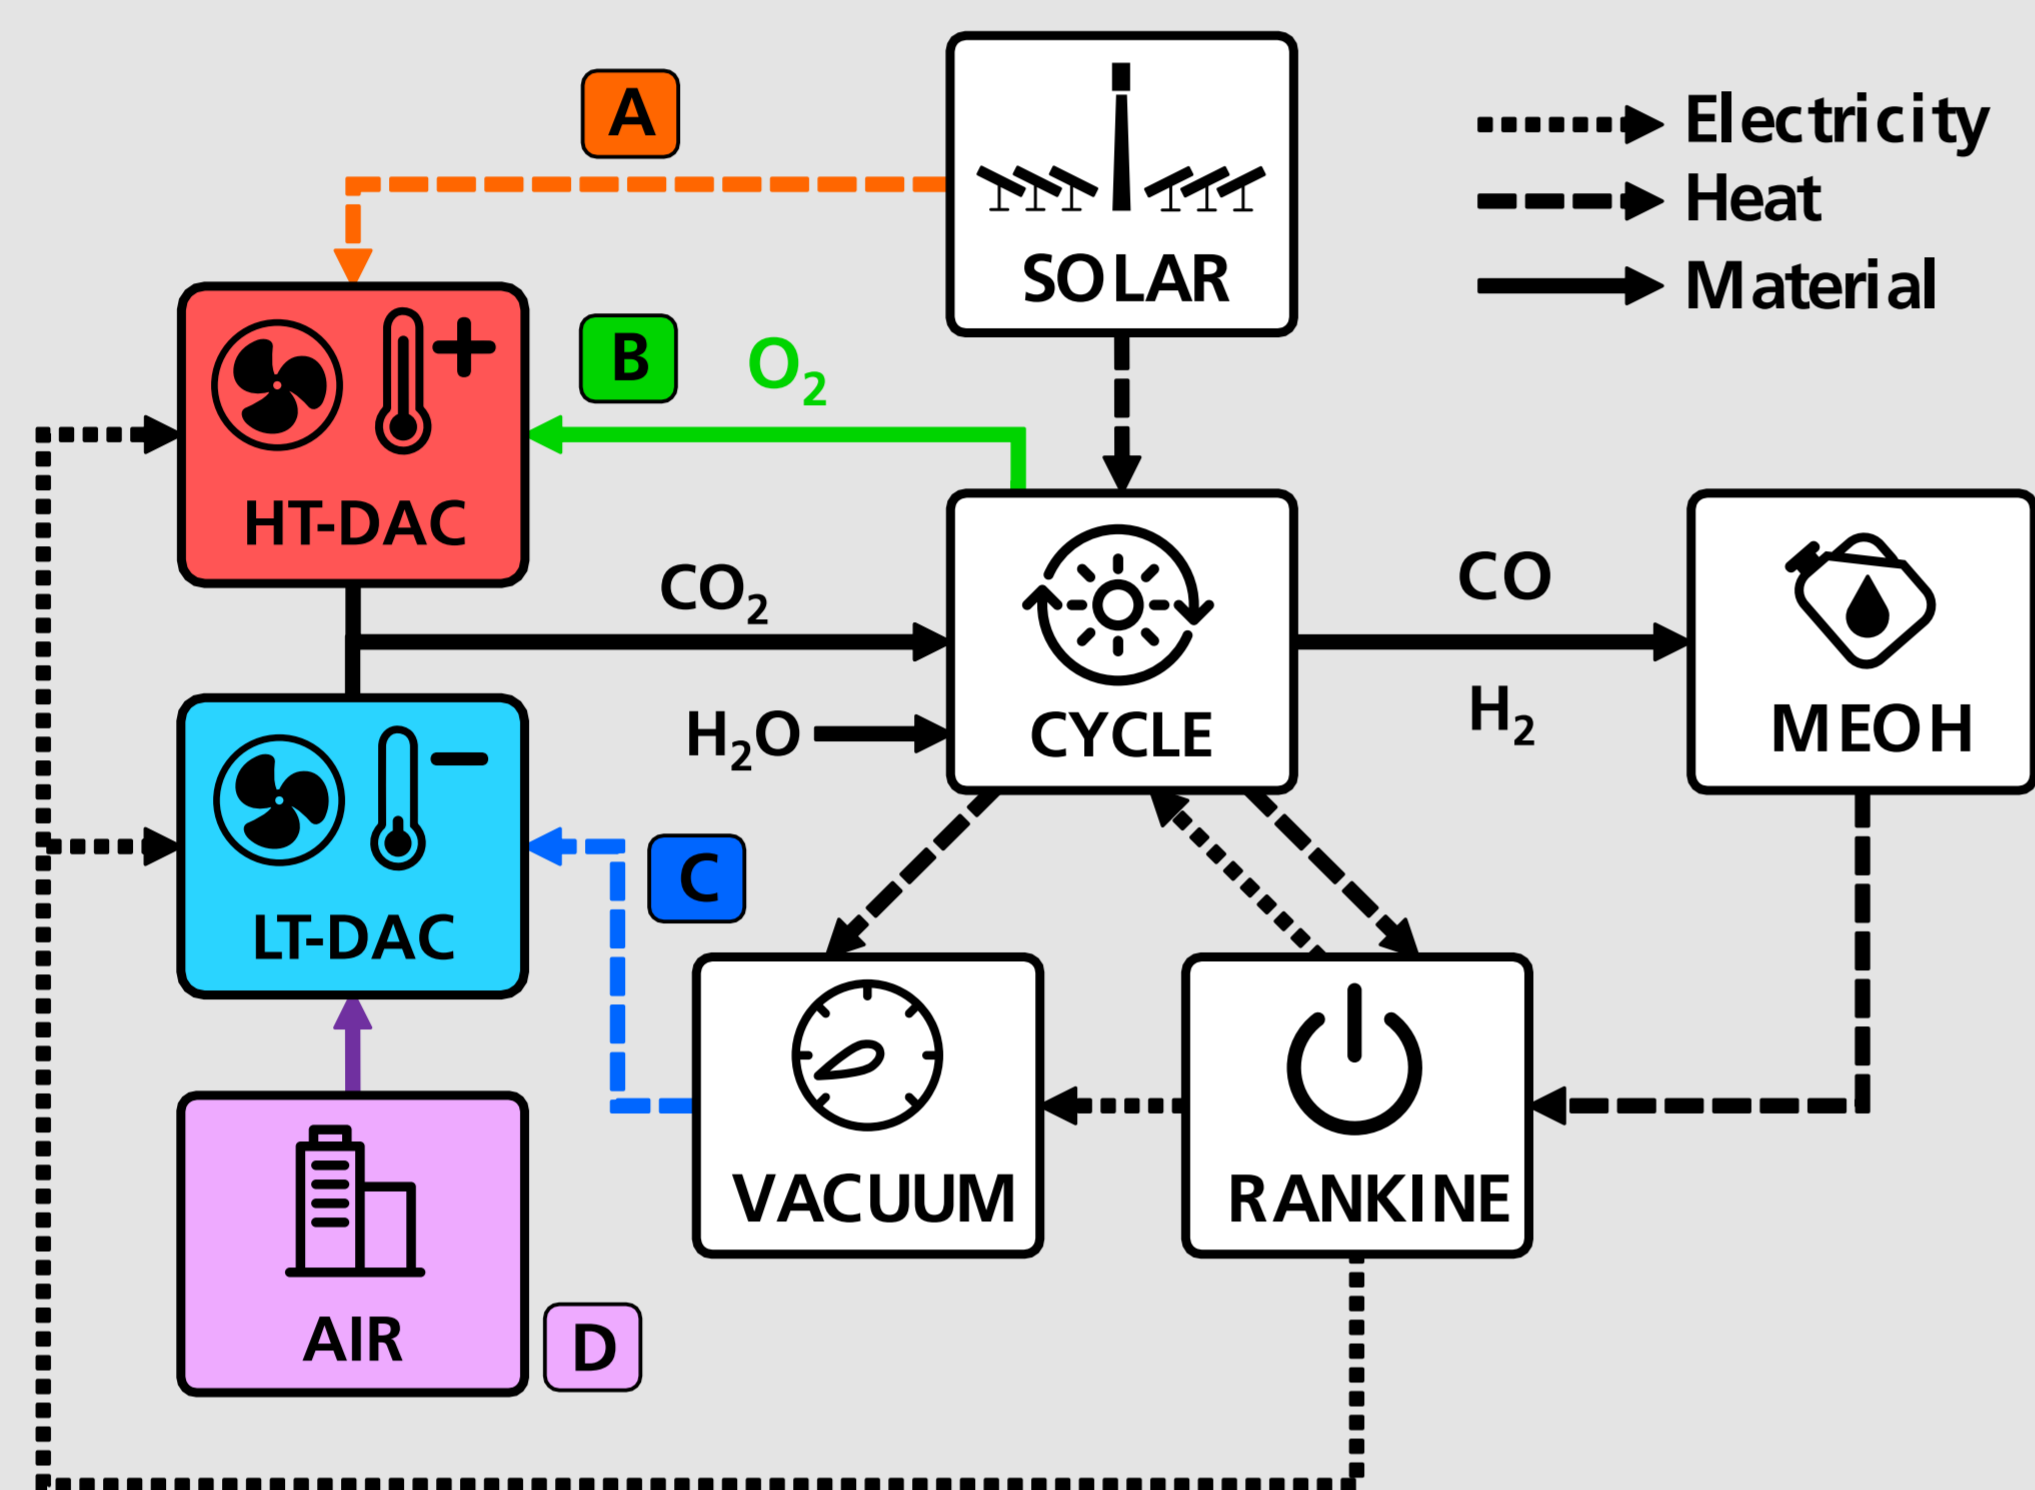 A
SOLAR
Electricity
Heat
Material
B
O₂
HT-DAC
CO₂
H₂O
CYCLE
CO
H₂
MEOH
LT-DAC
C
VACUUM
RANKINE
AIR
D